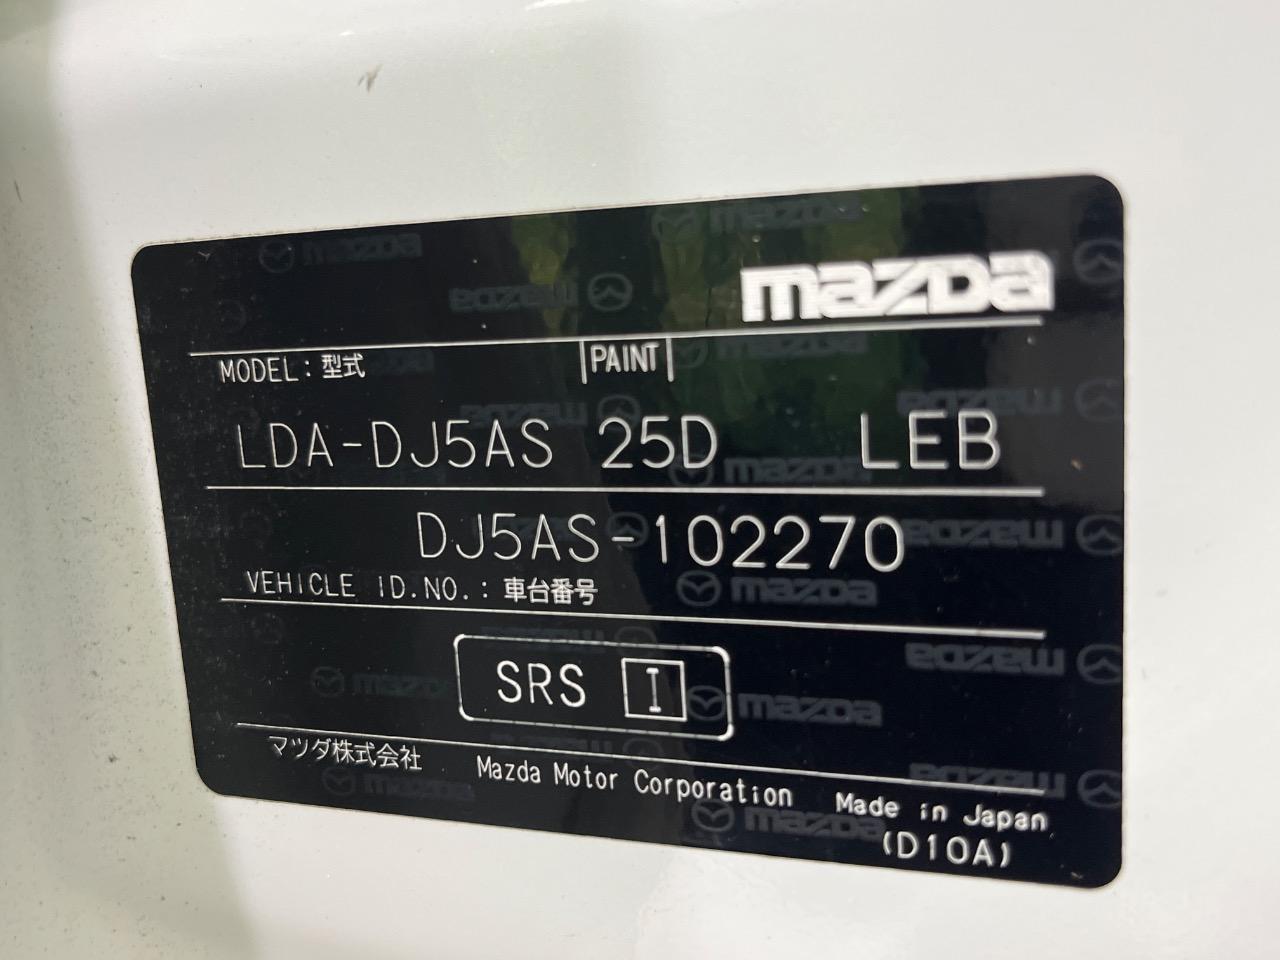 mazda
MODEL:型式 PAINT
LDA-DJ5AS 25D LEB
DJ5AS-102270
VEHICLE ID.NO.:車台番号
SRS I
マツダ株式会社 Mazda Motor Corporation Made in Japan
(D10A)